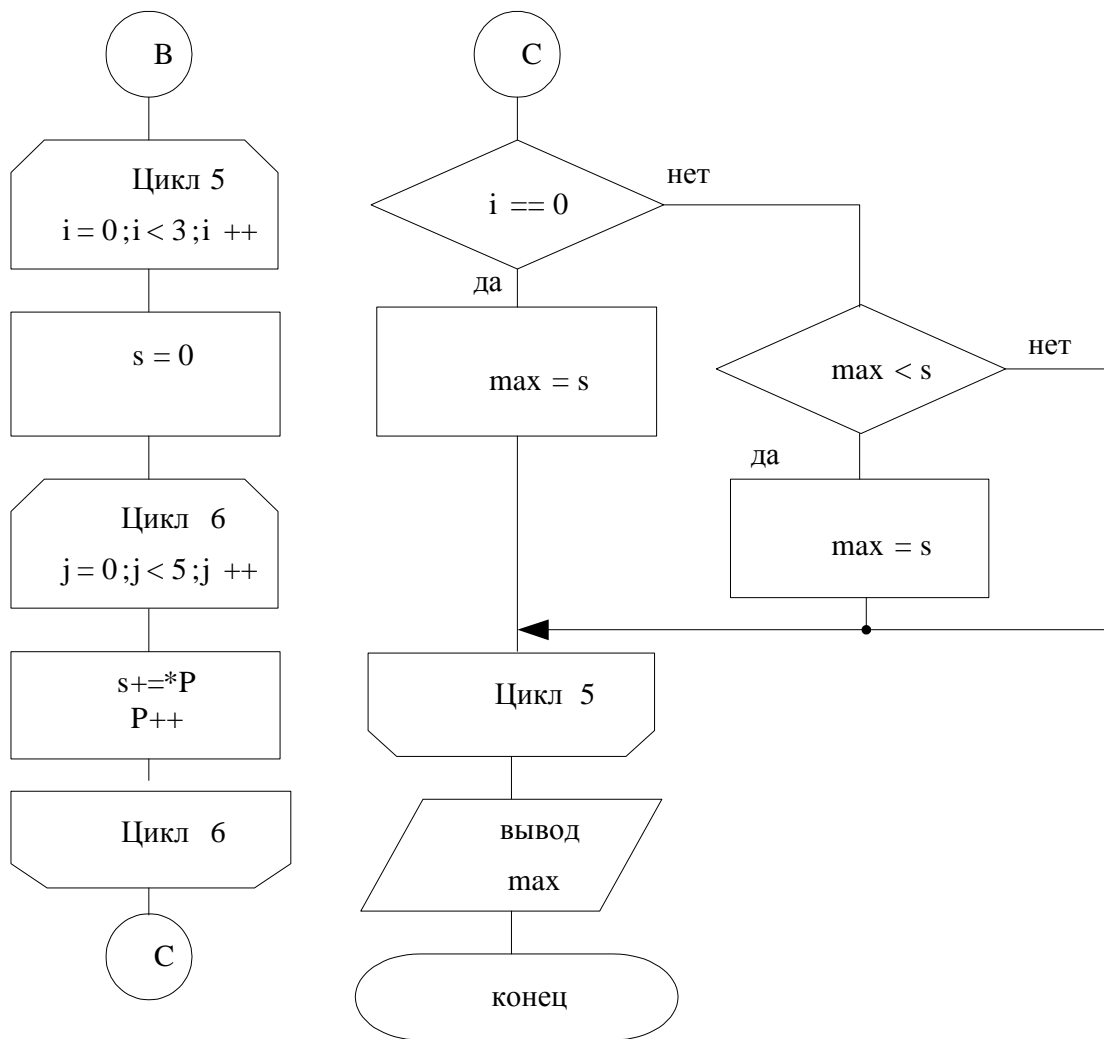 B
Цикл 5
i = 0 ; i < 3 ; i ++
s = 0
Цикл 6
j = 0 ; j < 5 ; j ++
s+=*P
P++
Цикл 6
C
C
i == 0
нет
да
max = s
max < s
нет
да
max = s
Цикл 5
вывод
max
конец